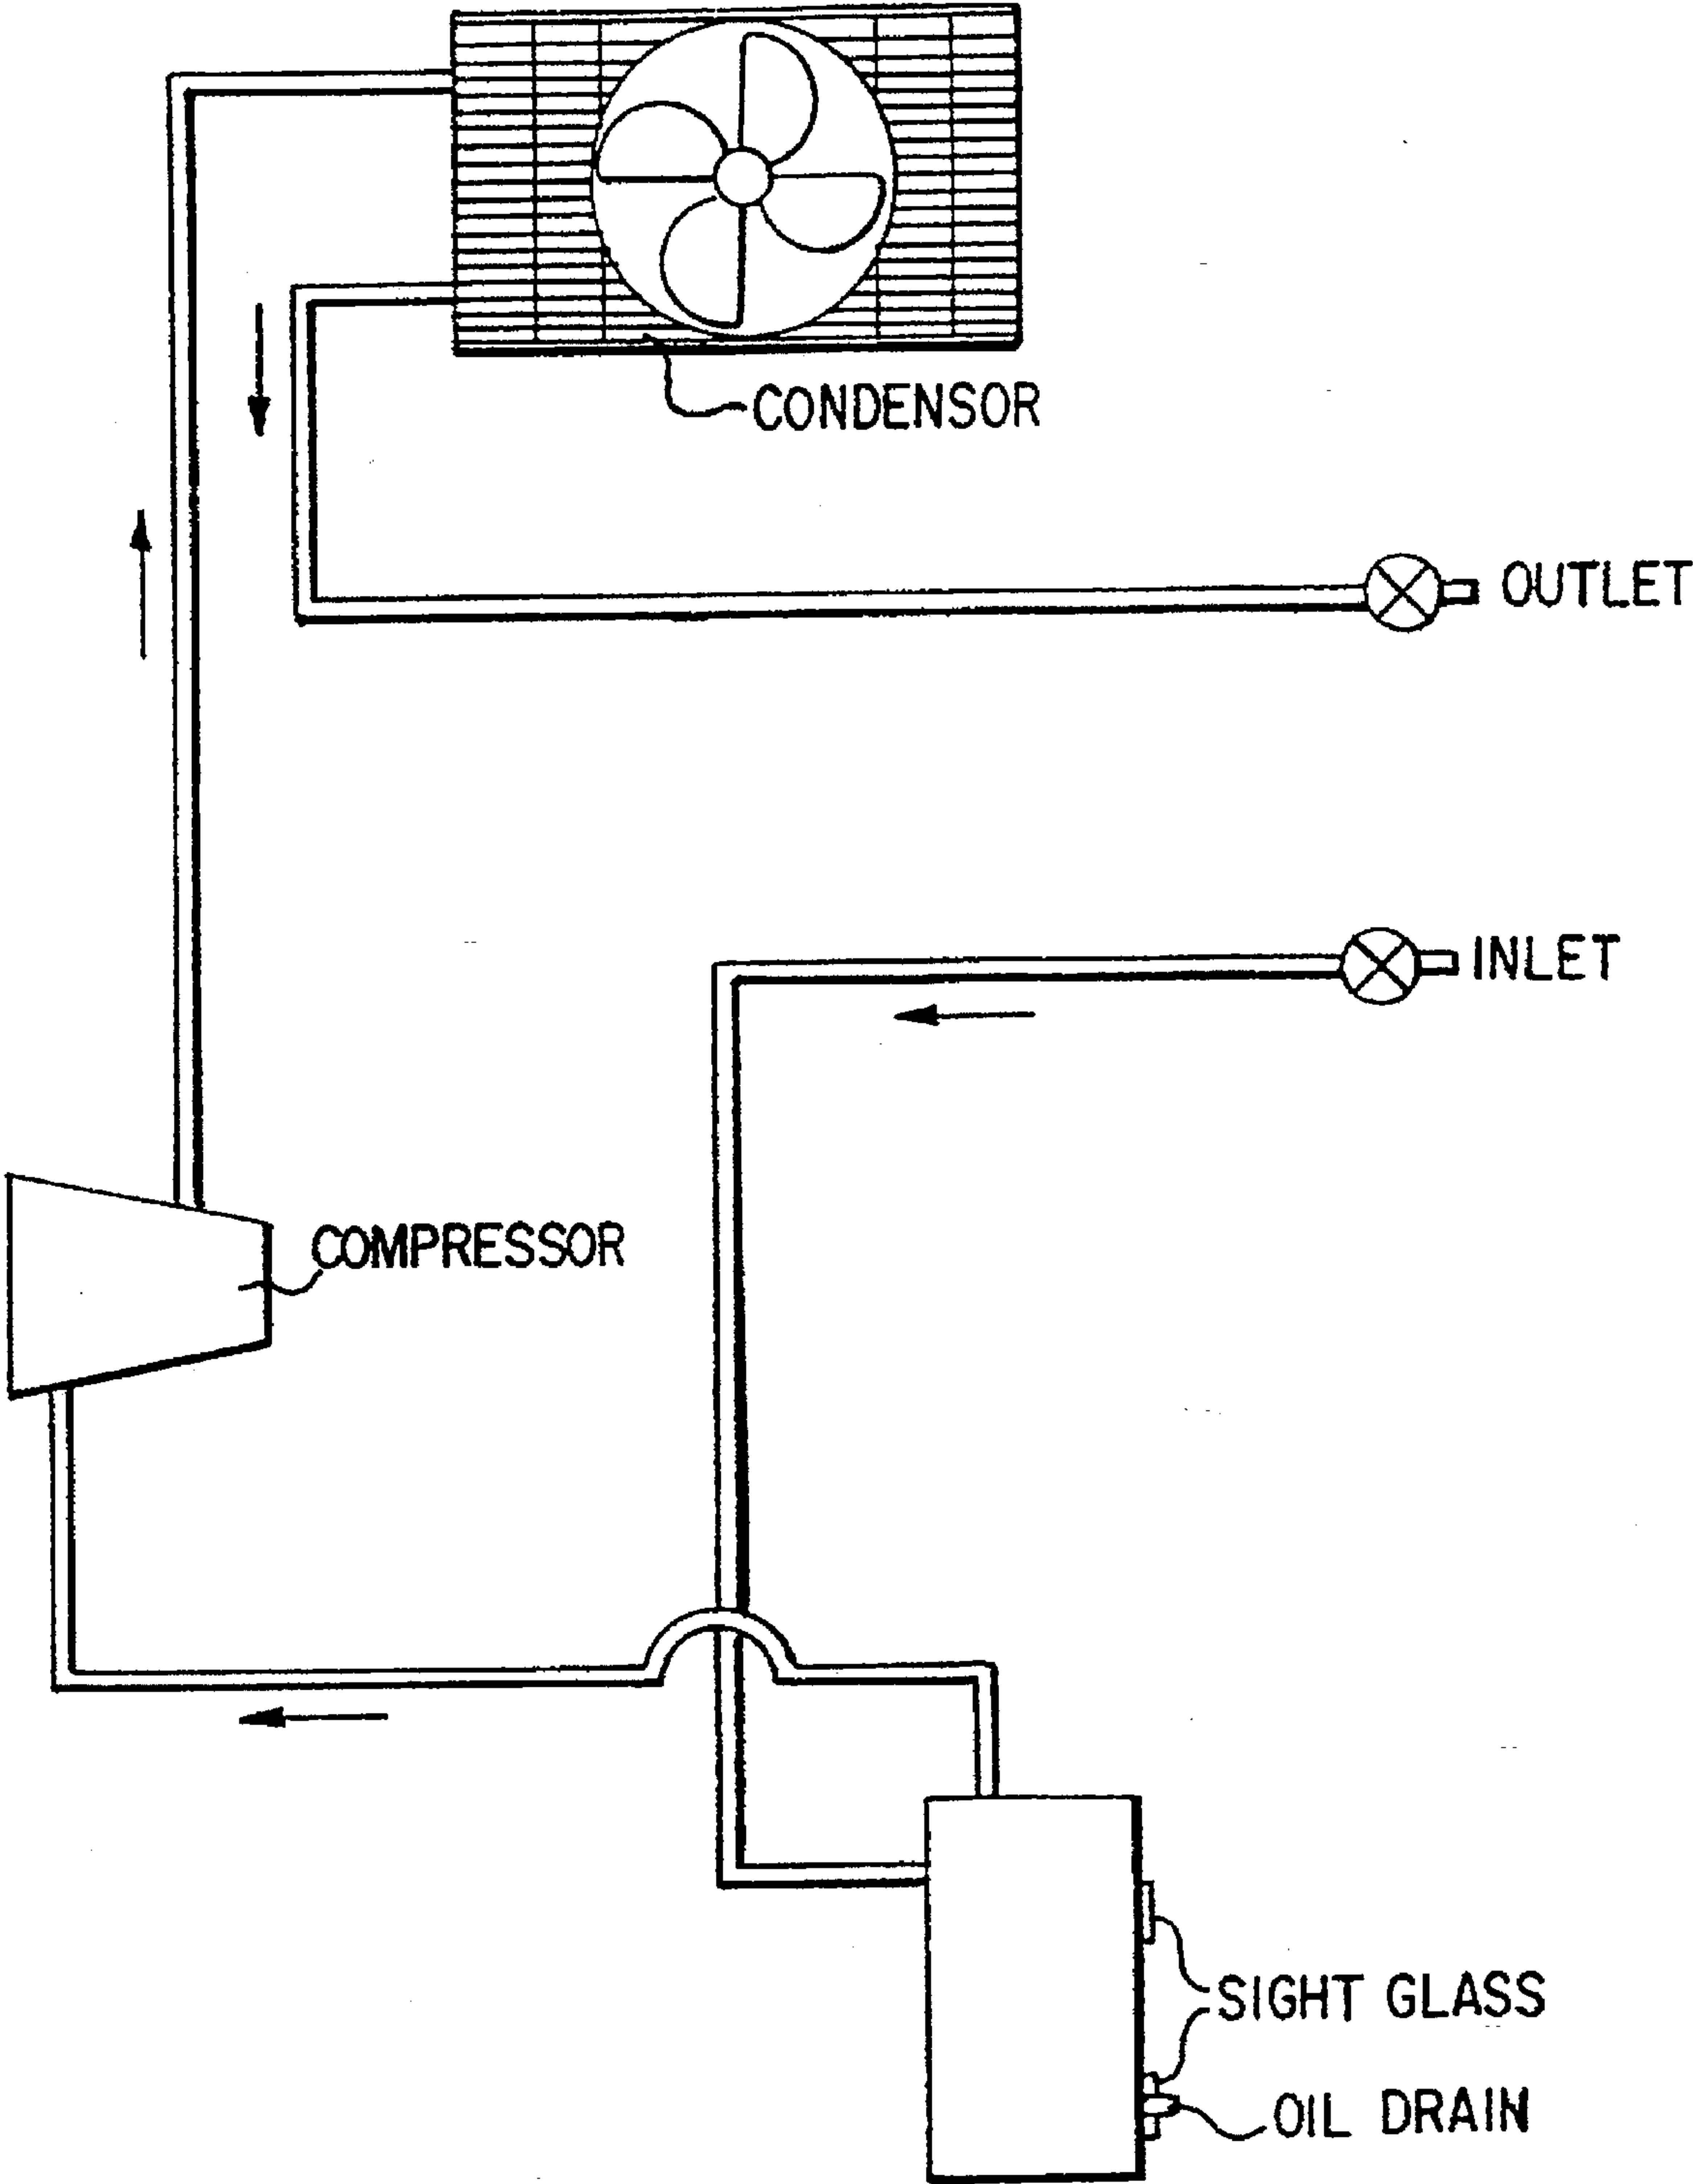 CONDENSOR
OUTLET
INLET
COMPRESSOR
SIGHT GLASS
OIL DRAIN